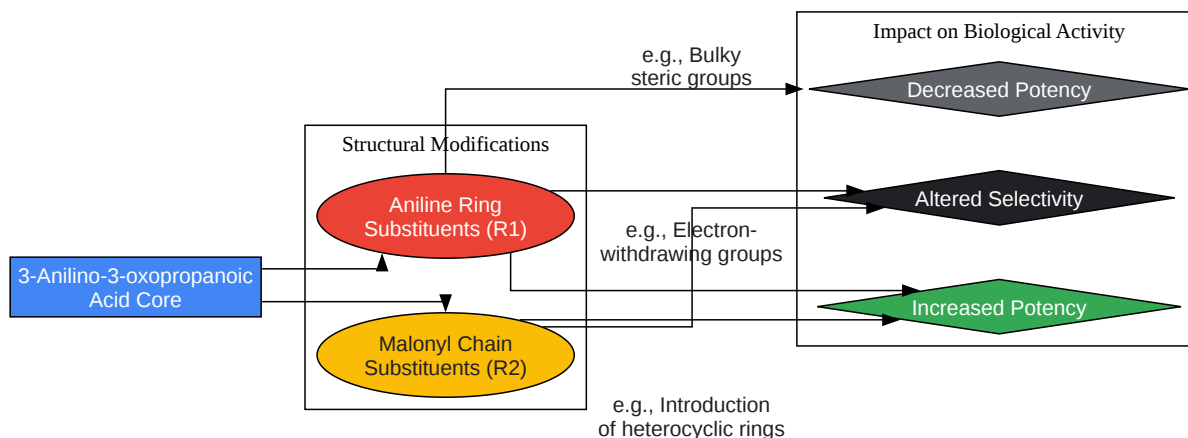 Impact on Biological Activity
e.g., Bulky
steric groups
Decreased Potency
Structural Modifications
Aniline Ring
Substituents (R1)
Altered Selectivity
e.g., Electron-
withdrawing groups
3-Anilino-3-oxopropanoic
Acid Core
Increased Potency
Malonyl Chain
Substituents (R2)
e.g., Introduction
of heterocyclic rings